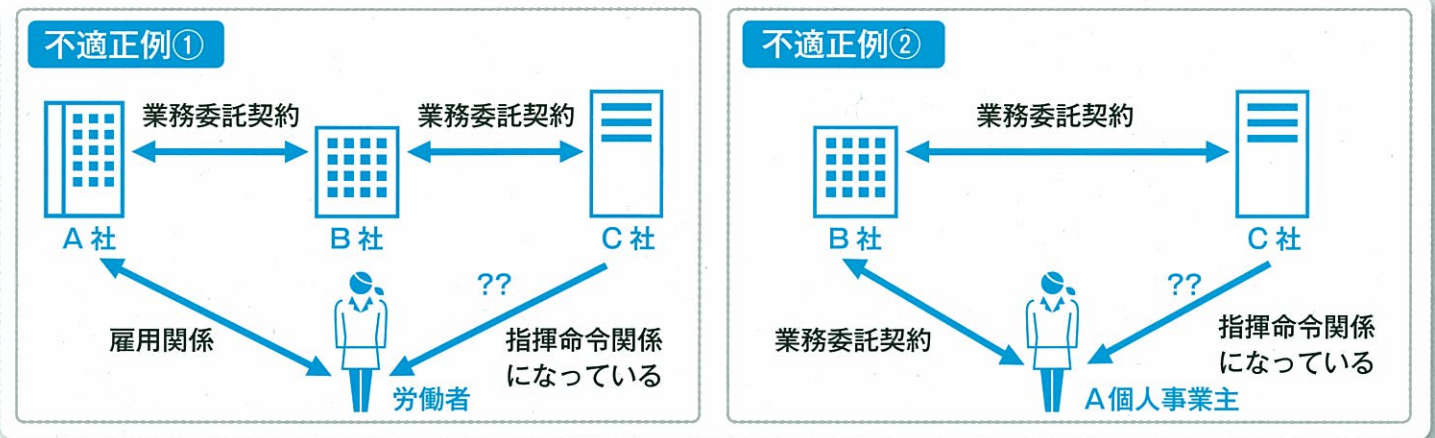 不適正例①
業務委託契約
業務委託契約
A社
B社
C社
??
雇用関係
指揮命令関係
になっている
労働者
不適正例②
業務委託契約
B社
C社
??
業務委託契約
指揮命令関係
になっている
A個人事業主